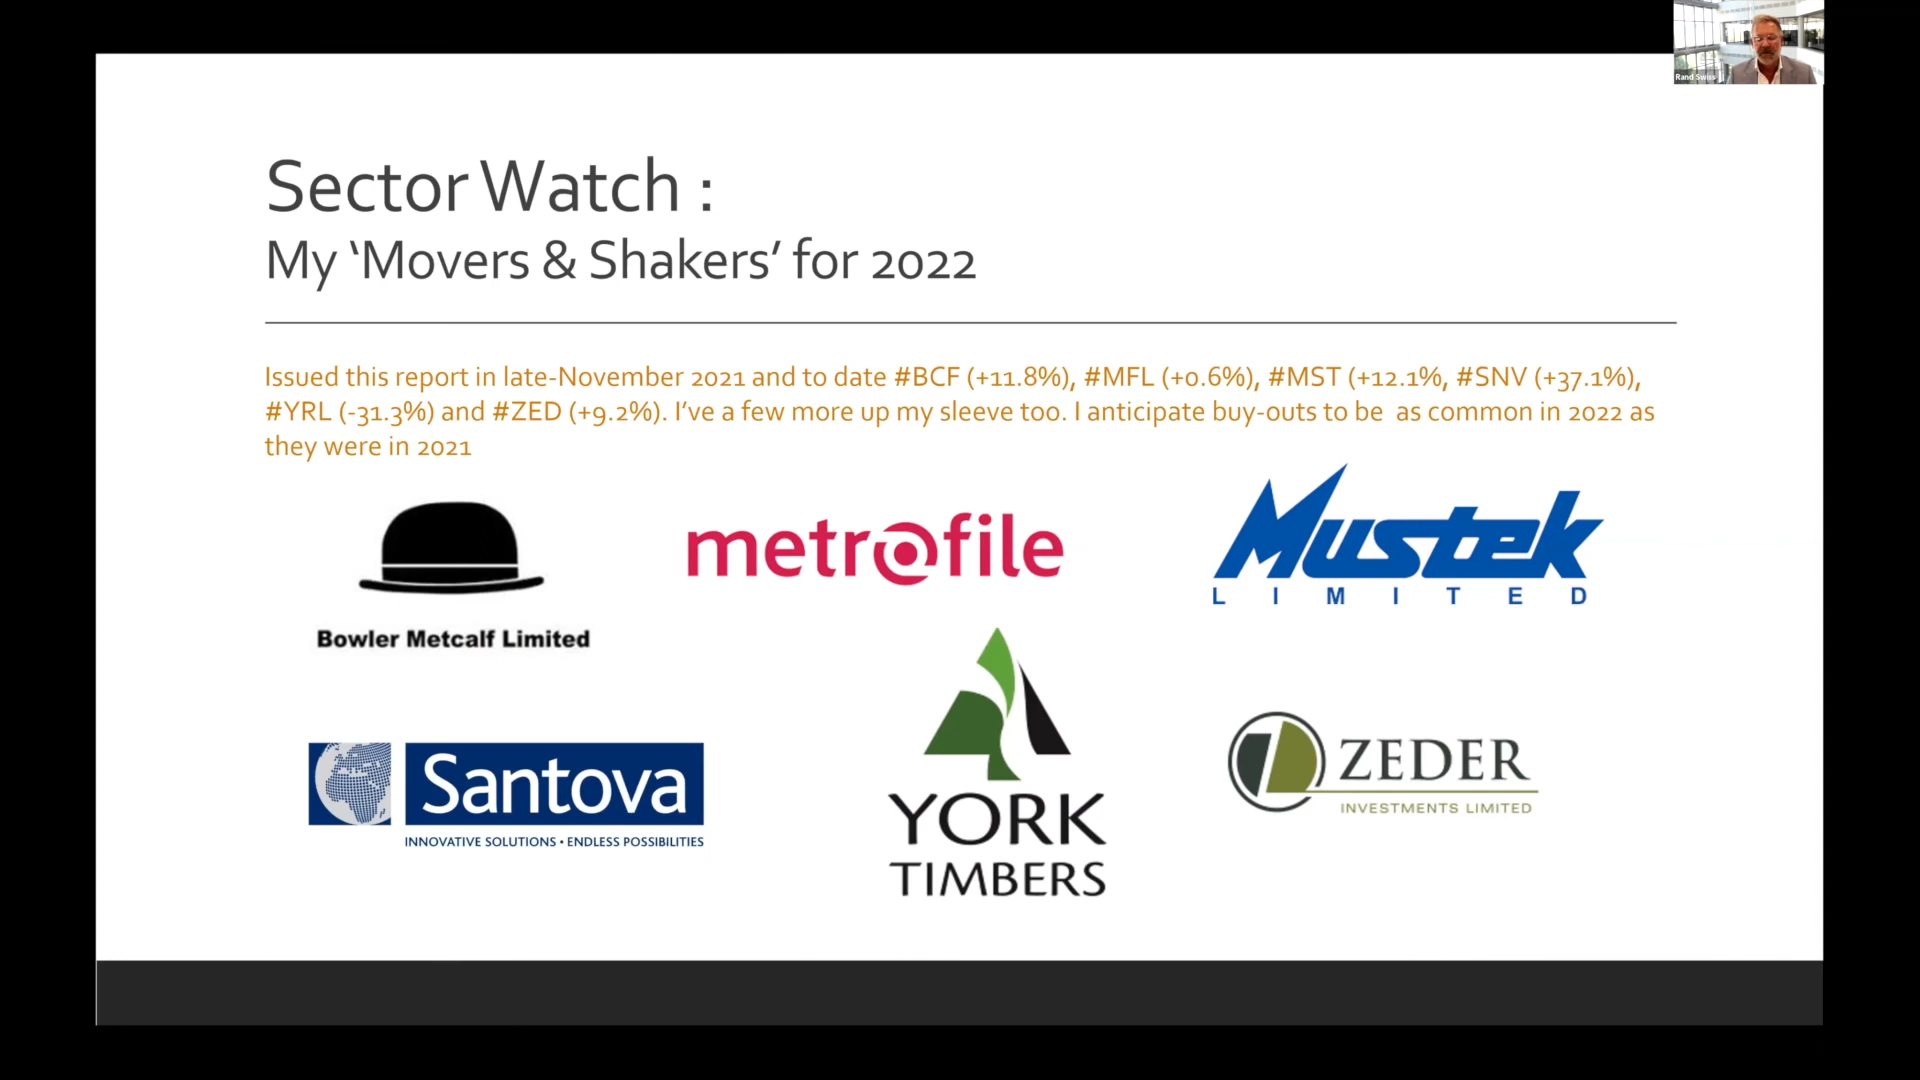 Rand Swiss
Sector Watch :
My ‘Movers & Shakers’ for 2022
Issued this report in late-November 2021 and to date #BCF (+11.8%), #MFL (+0.6%), #MST (+12.1%, #SNV (+37.1%),
#YRL (-31.3%) and #ZED (+9.2%). I’ve a few more up my sleeve too. I anticipate buy-outs to be  as common in 2022 as
they were in 2021
metrofile
Mustek
LIMITED
Bowler Metcalf Limited
Santova
INNOVATIVE SOLUTIONS • ENDLESS POSSIBILITIES
YORK
TIMBERS
ZEDER
INVESTMENTS LIMITED